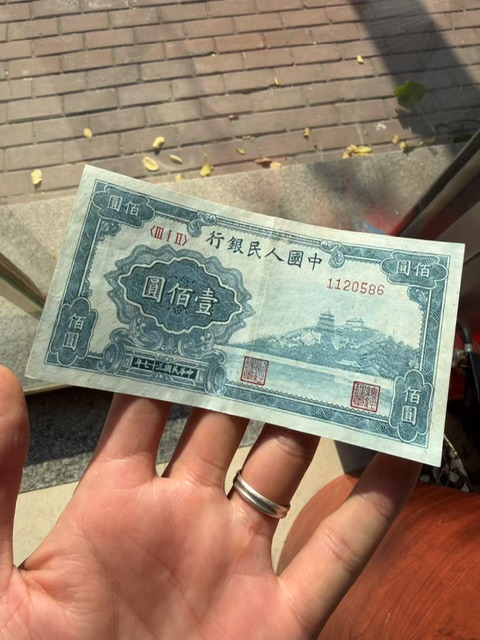 佰圓
佰圓
〈III I II〉
行銀民人國中
1120586
圓佰壹
佰圓
佰圓
年七十三國民華中